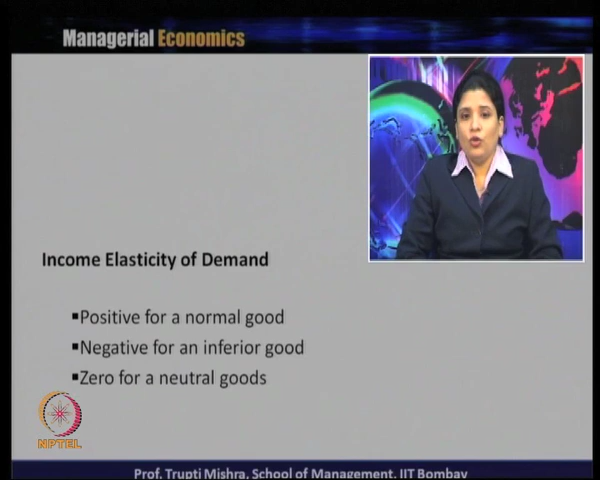 Managerial Economics
Income Elasticity of Demand
▪Positive for a normal good
▪Negative for an inferior good
▪Zero for a neutral goods
NPTEL
Prof. Trupti Mishra, School of Management, IIT Bombay